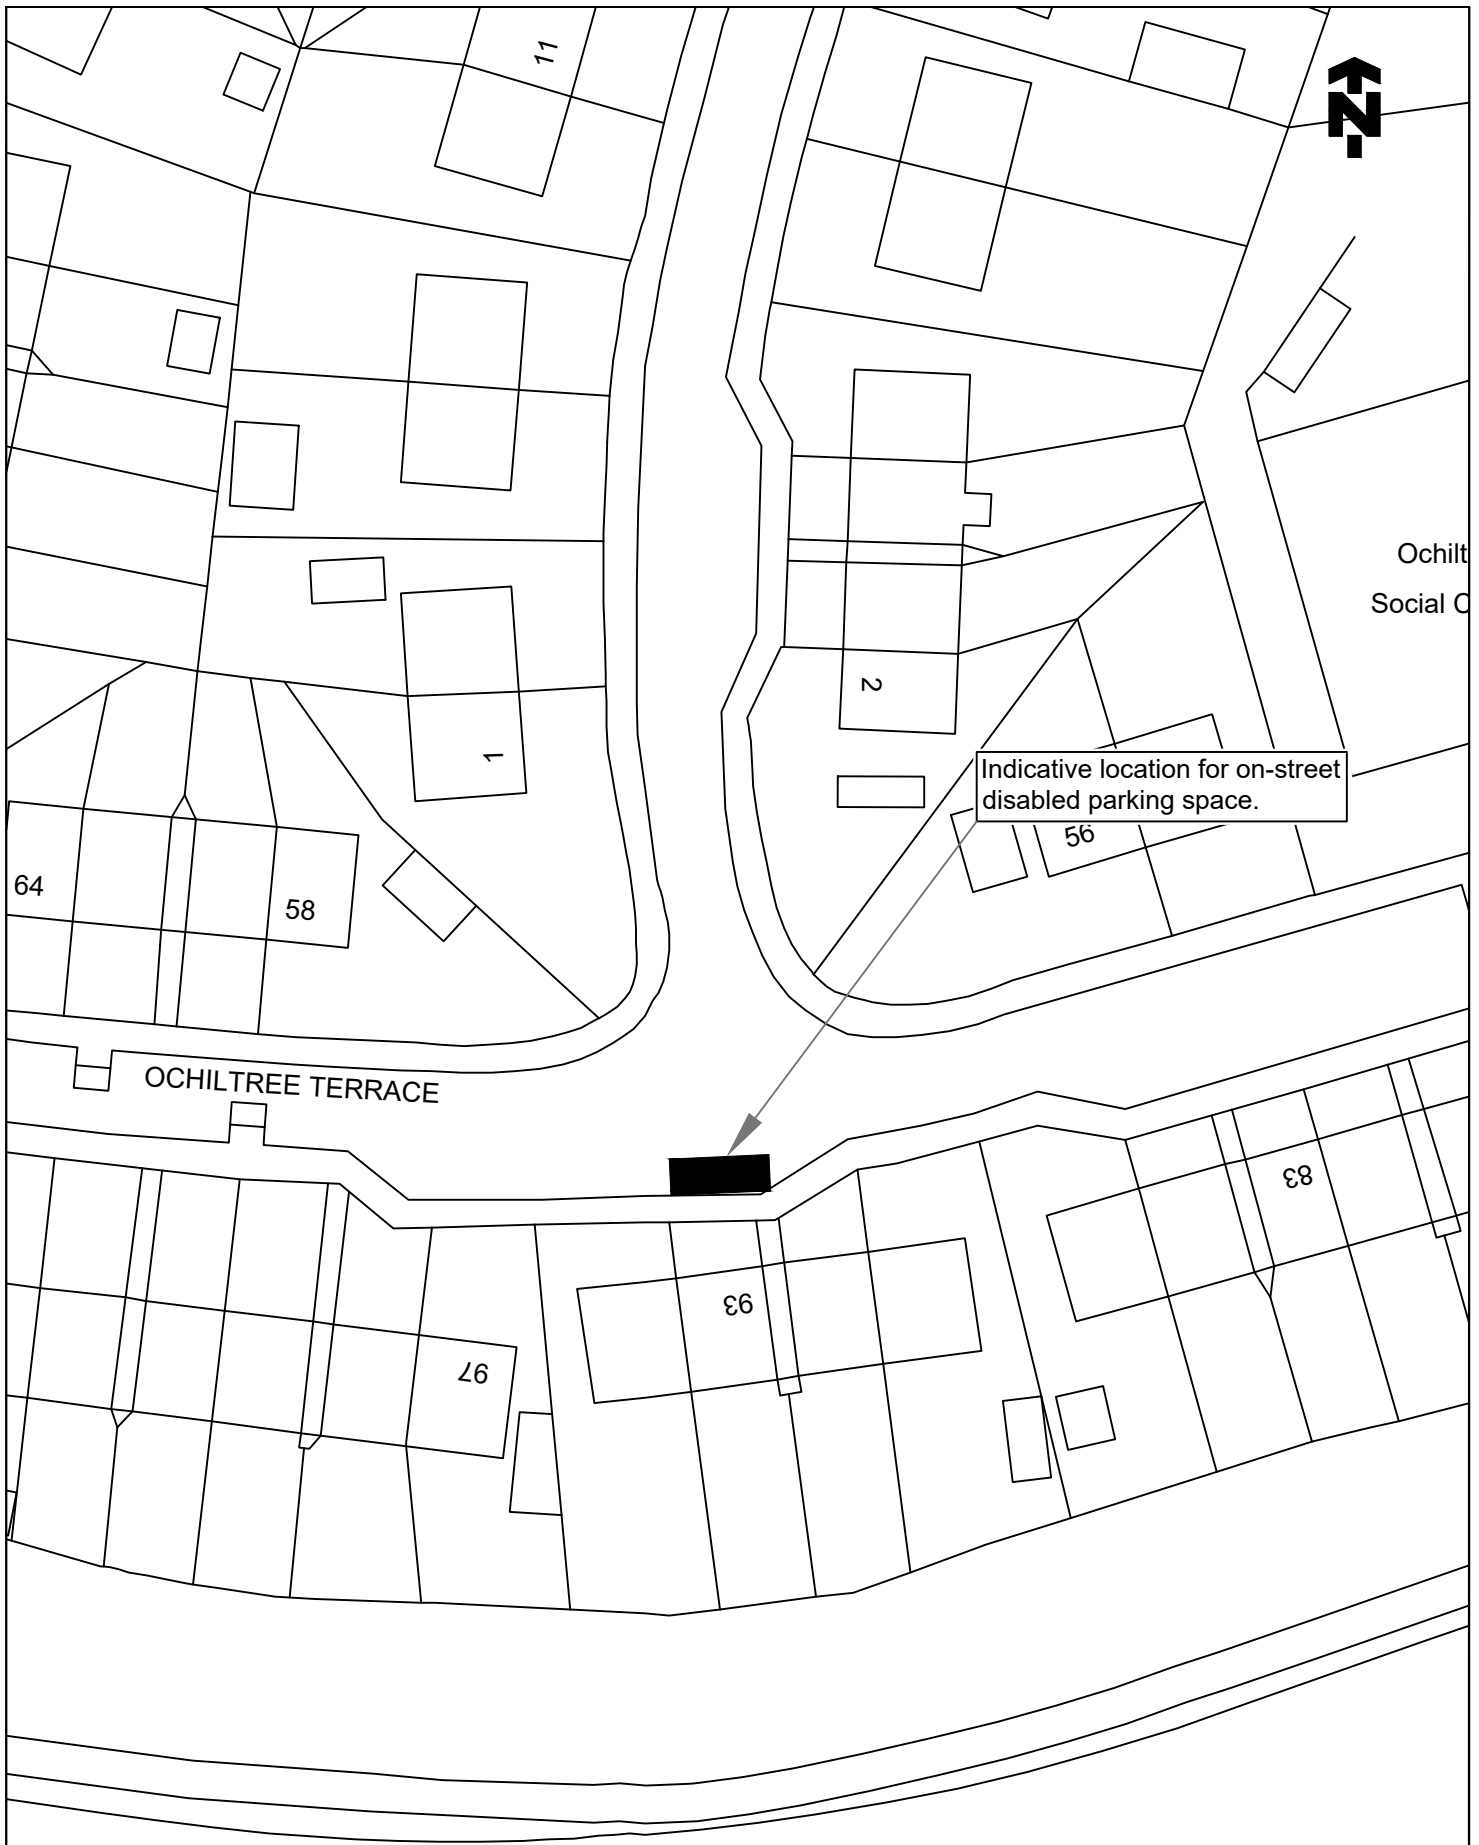 11
N
Ochilt
Social C
2
1
Indicative location for on-street
disabled parking space.
56
64
58
OCHILTREE TERRACE
83
93
97